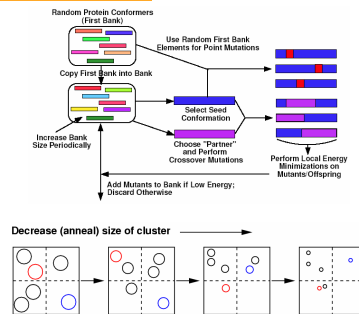 Random Protein Conformers
(First Bank)
Use Random First Bank
Elements for Point Mutations
Copy First Bank into Bank
Select Seed
Conformation
Increase Bank
Size Periodically
Choose "Partner"
and Perform
Crossover Mutations
Perform Local Energy
Minimizations on
Mutants/Offspring
Add Mutants to Bank if Low Energy;
Discard Otherwise
Decrease (anneal) size of cluster